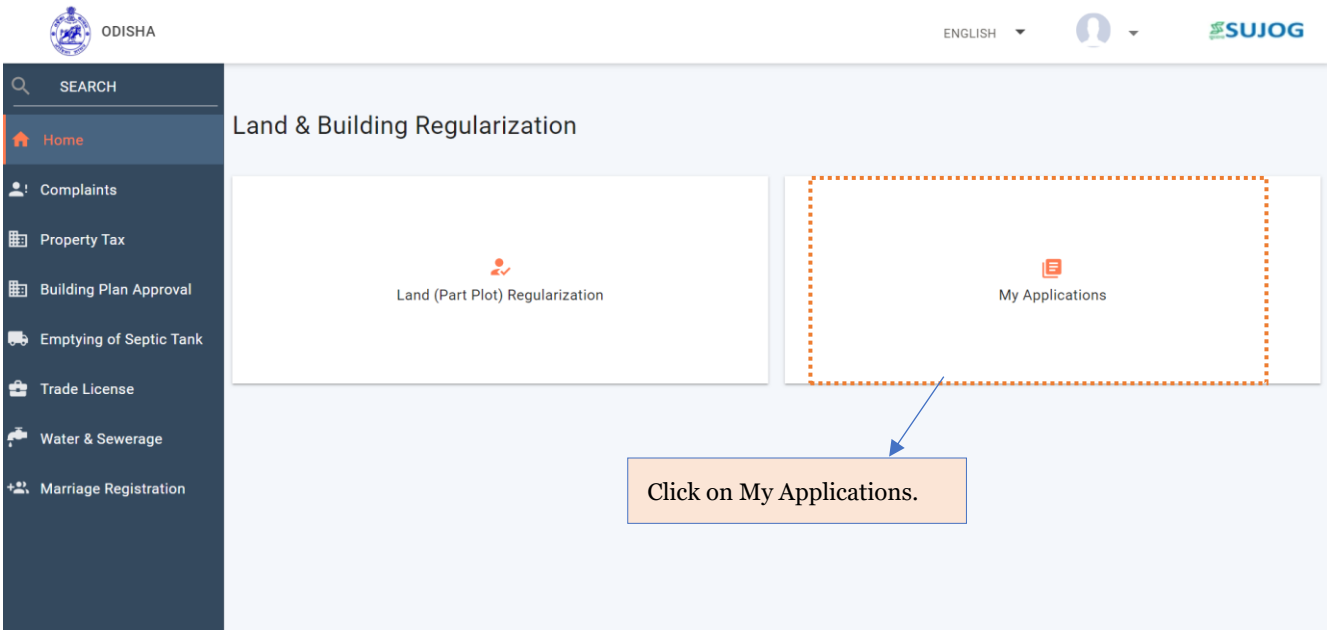 ODISHA
ENGLISH
SUJOG
SEARCH
Home
Complaints
Property Tax
Building Plan Approval
Emptying of Septic Tank
Trade License
Water & Sewerage
Marriage Registration
Land & Building Regularization
Land (Part Plot) Regularization
My Applications
Click on My Applications.